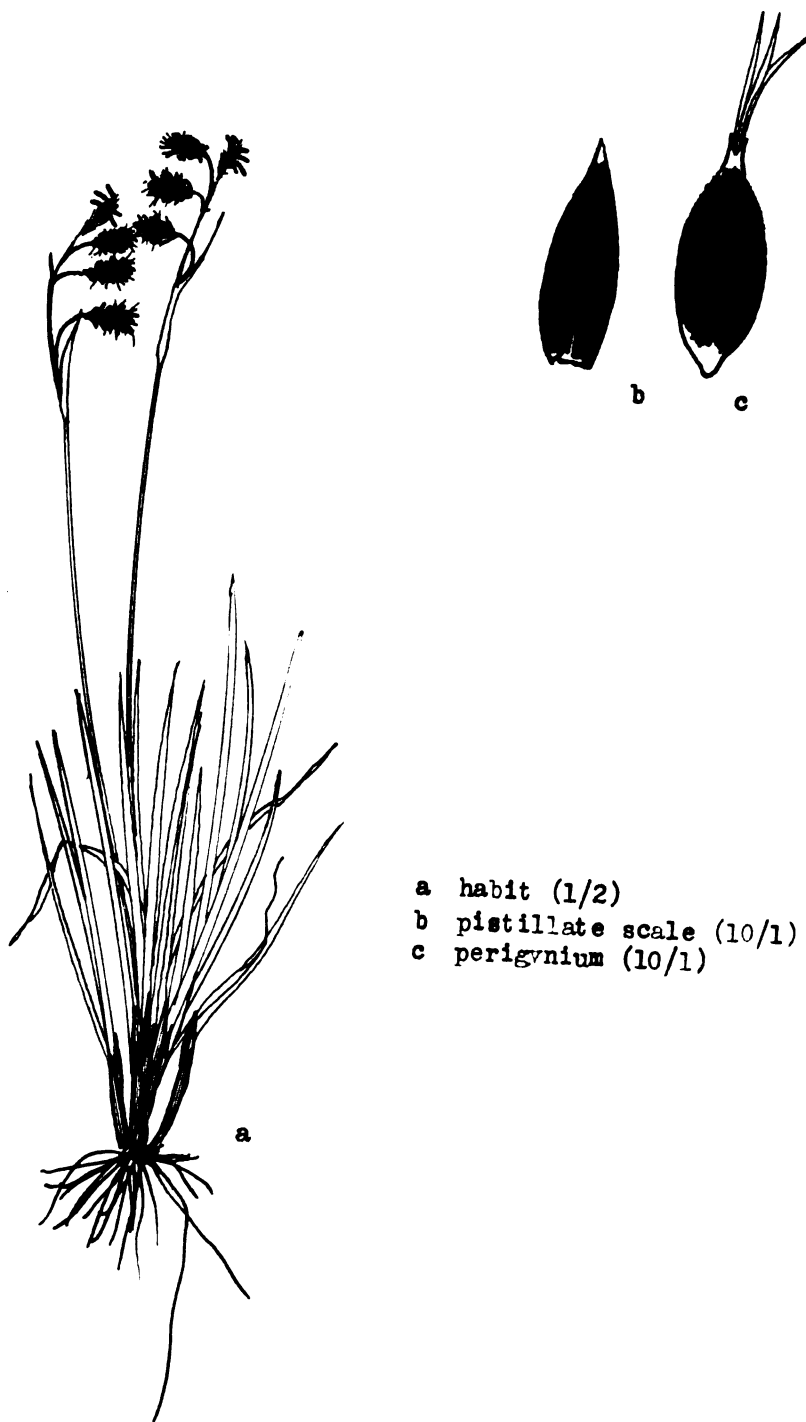 b
c
a habit (1/2)
b pistillate scale (10/1)
c perigynium (10/1)
a